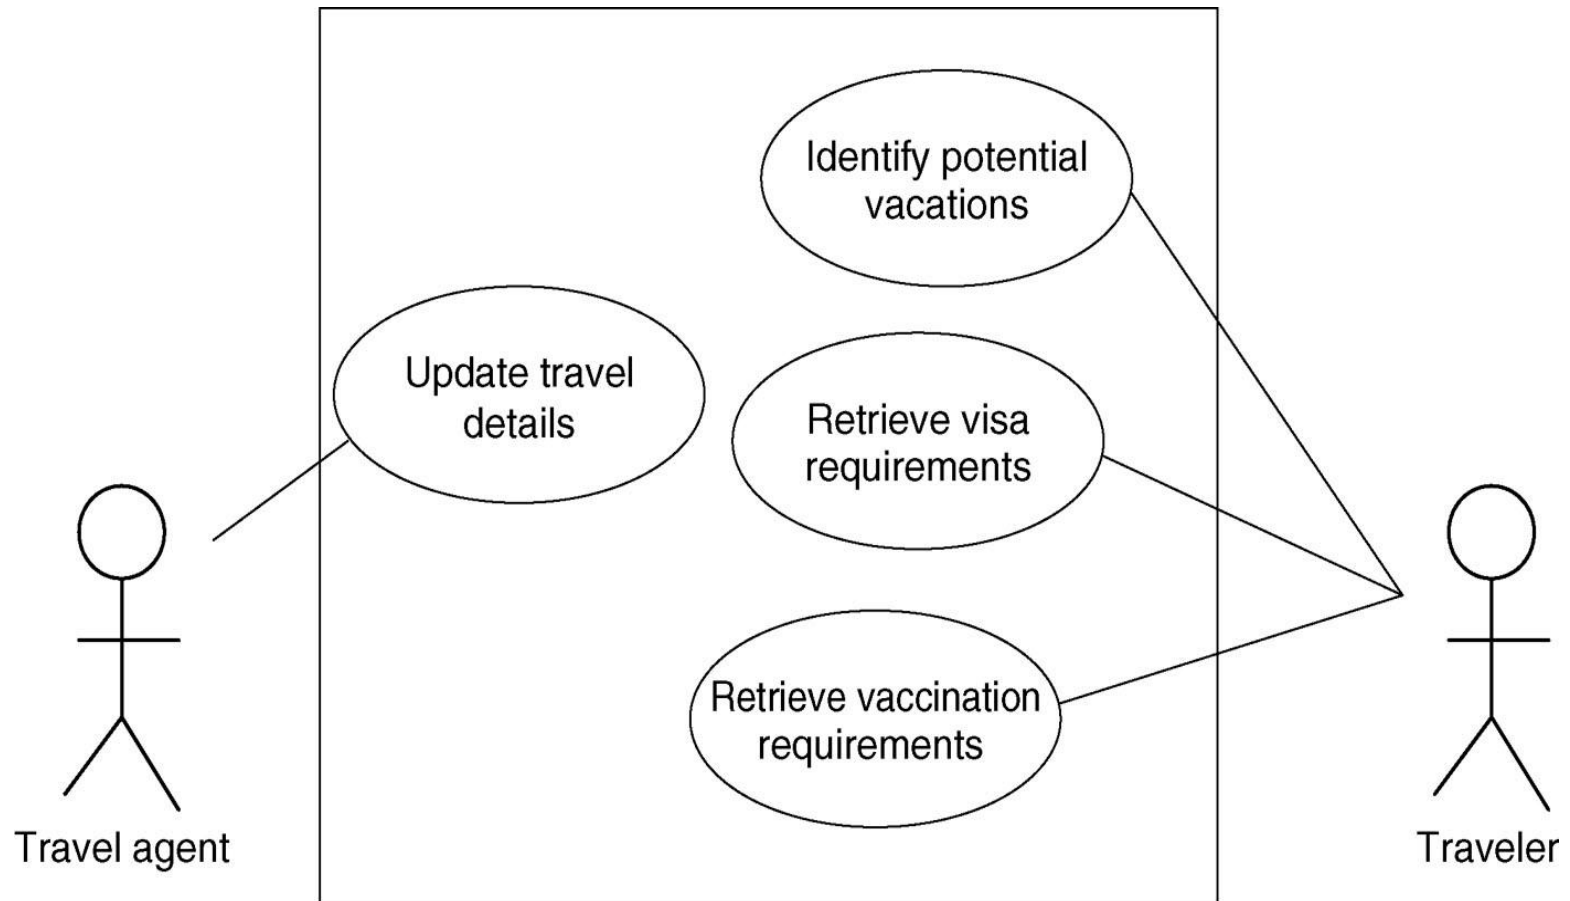 Identify potential
vacations
Update travel
details
Retrieve visa
requirements
Retrieve vaccination
requirements
Travel agent
Traveler